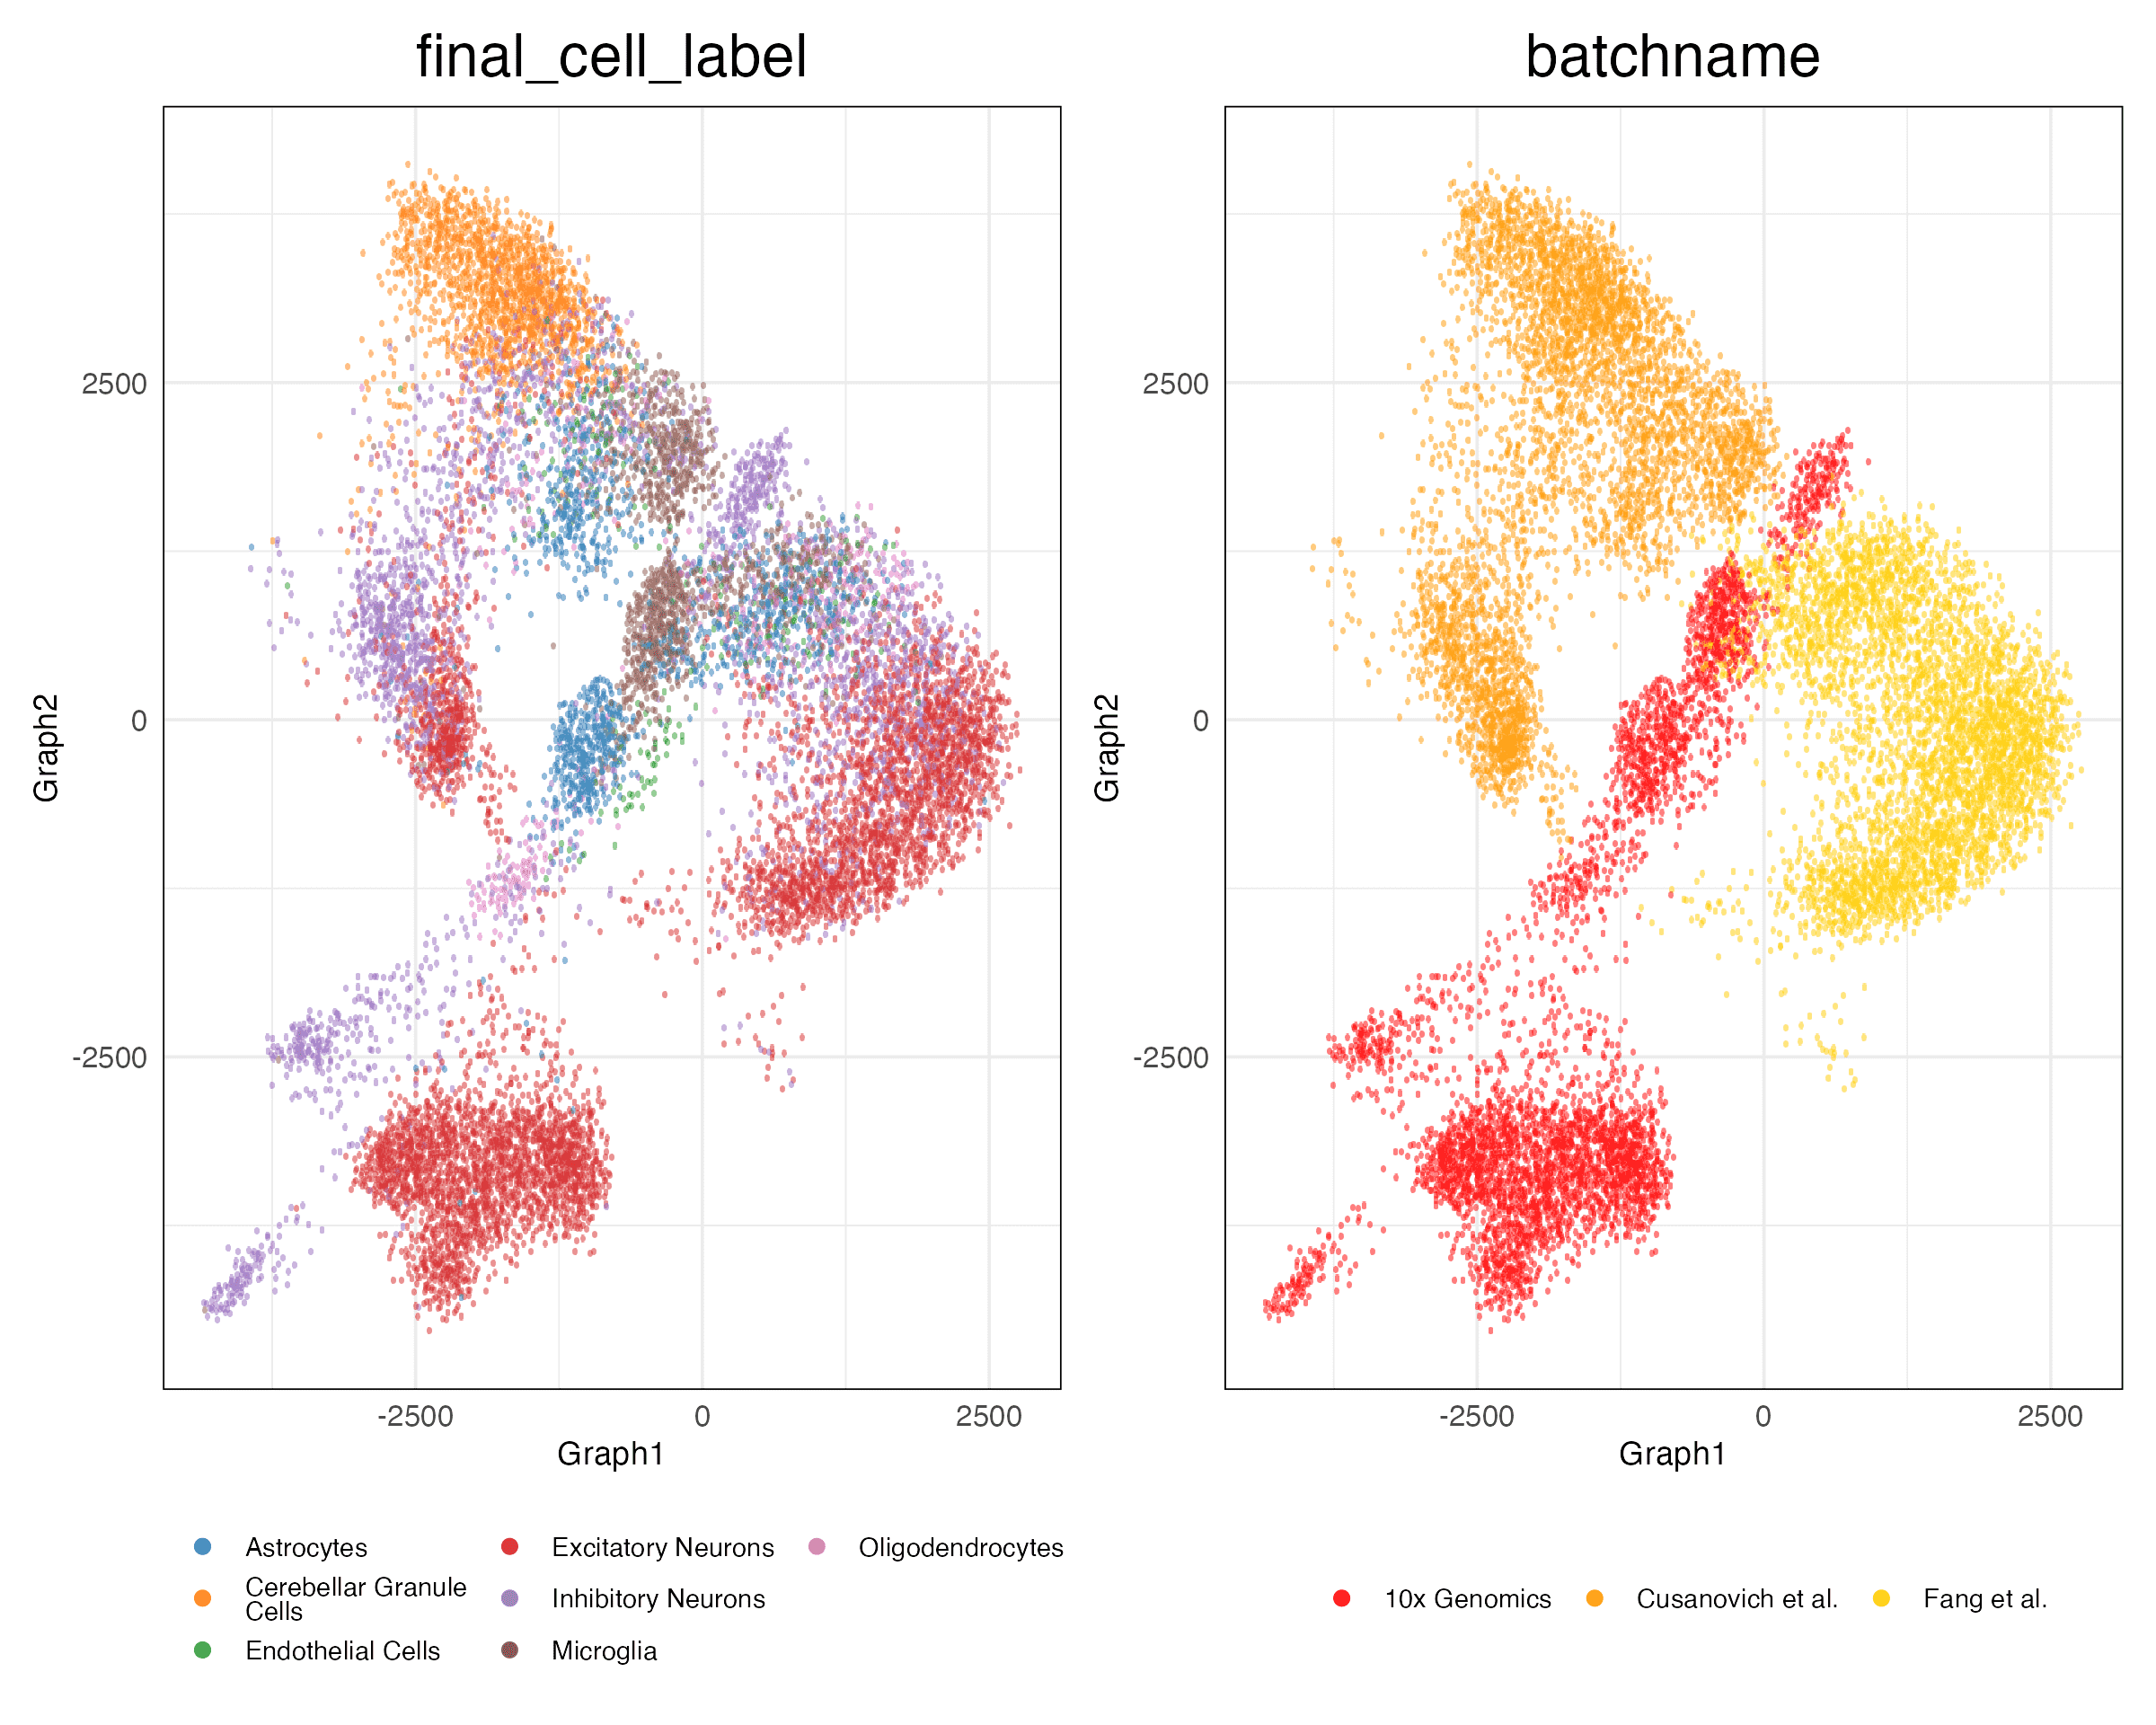 final_cell_label
batchname
Graph2
2500
0
-2500
-2500
0
2500
Graph1
Graph2
2500
0
-2500
-2500
0
2500
Graph1
Astrocytes
Cerebellar Granule
Cells
Endothelial Cells
Excitatory Neurons
Inhibitory Neurons
Microglia
Oligodendrocytes
10x Genomics
Cusanovich et al.
Fang et al.